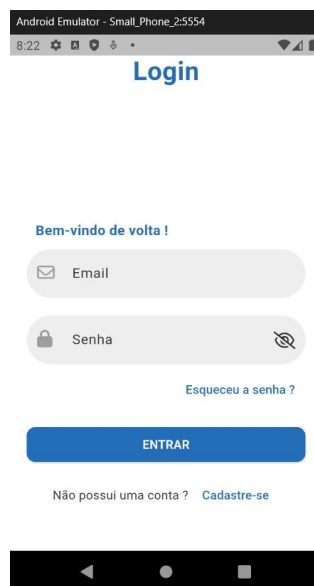 Android Emulator - Small_Phone_2:5554
8:22
Login
Bem-vindo de volta !
Email
Senha
Esqueceu a senha ?
ENTRAR
Não possui uma conta ? Cadastre-se